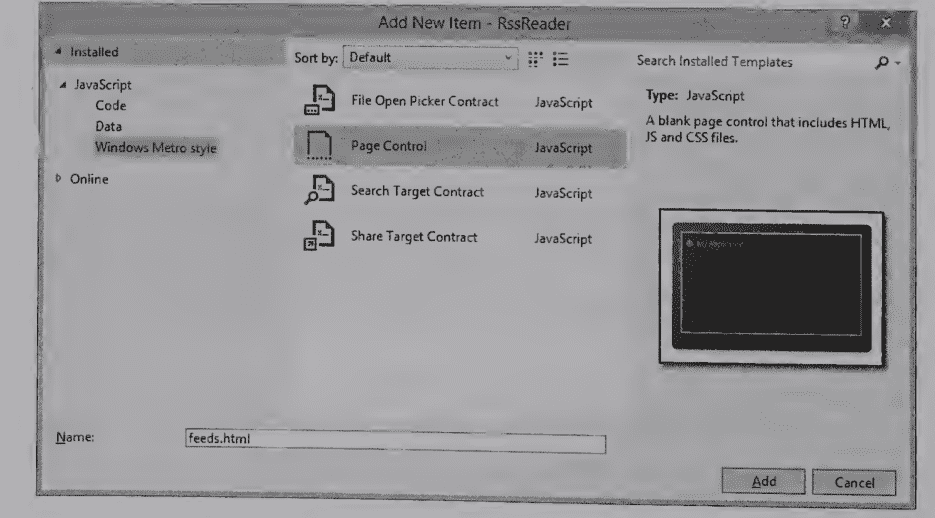 Add New Item - RssReader
? ×
Installed
JavaScript
Code
Data
Windows Metro style
Online
Sort by: Default
File Open Picker Contract JavaScript
Page Control JavaScript
Search Target Contract JavaScript
Share Target Contract JavaScript
Search Installed Templates
Type: JavaScript
A blank page control that includes HTML,
JS and CSS files.
Name: feeds.html
Add Cancel